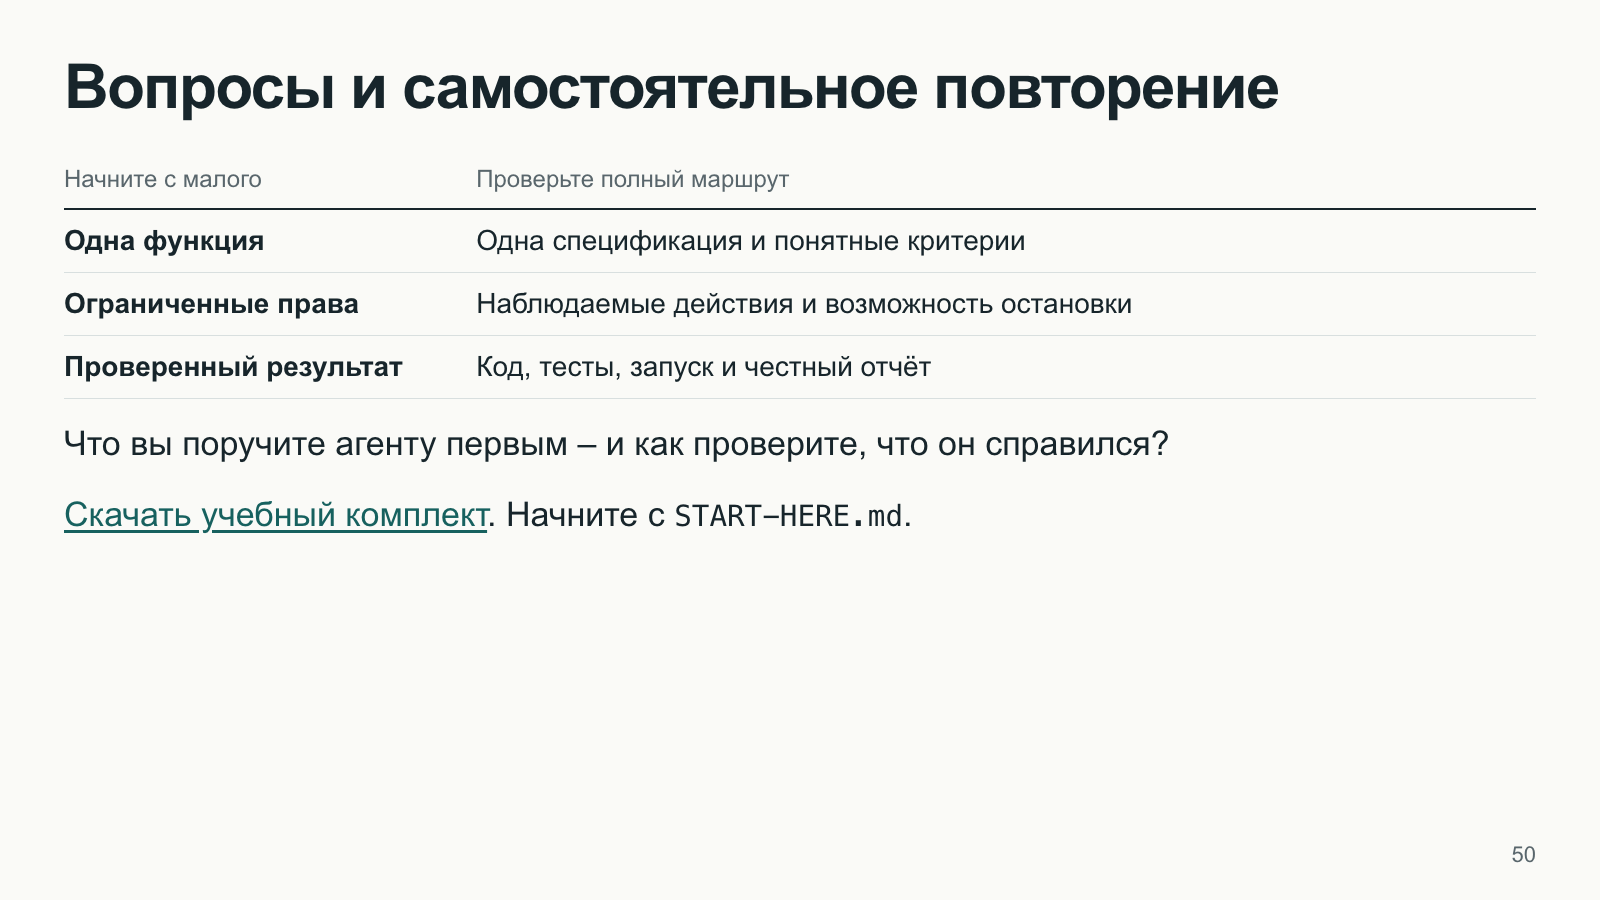 Вопросы и самостоятельное повторение
Начните с малого Проверьте полный маршрут
Одна функция Одна спецификация и понятные критерии
Ограниченные права Наблюдаемые действия и возможность остановки
Проверенный результат Код, тесты, запуск и честный отчёт
Что вы поручите агенту первым – и как проверите, что он справился?
Скачать учебный комплект. Начните с START-HERE.md.
50